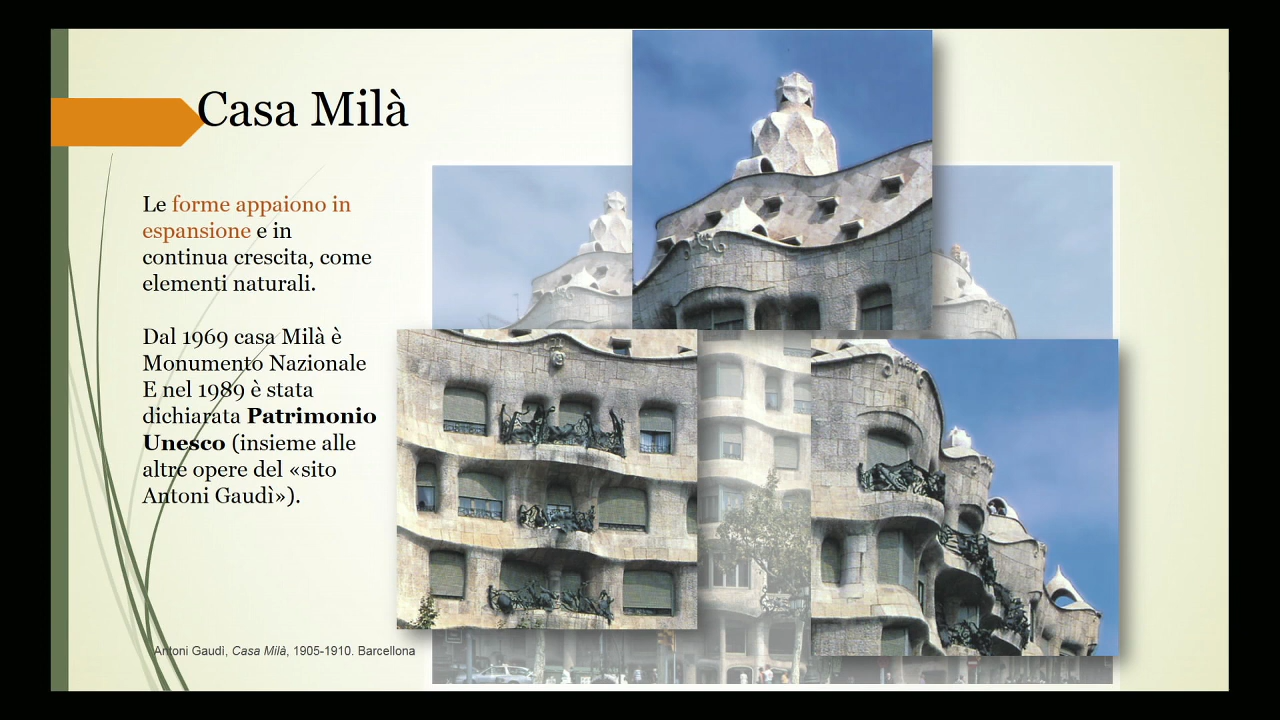 Casa Milà
Le forme appaiono in
espansione e in
continua crescita, come
elementi naturali.
Dal 1969 casa Milà è
Monumento Nazionale
E nel 1989 è stata
dichiarata Patrimonio
Unesco (insieme alle
altre opere del «sito
Antoni Gaudì»).
Antoni Gaudì, Casa Milà, 1905-1910. Barcellona